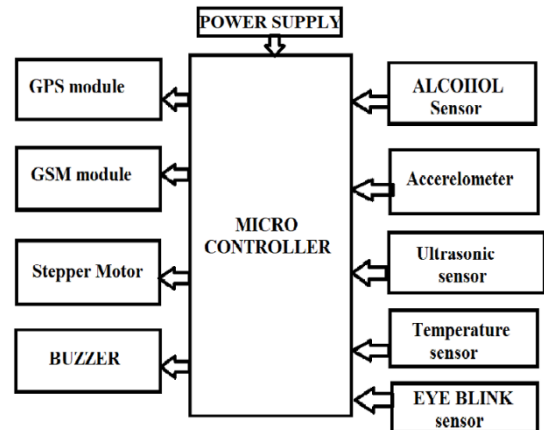 POWER SUPPLY
GPS module
GSM module
Stepper Motor
BUZZER
MICRO
CONTROLLER
ALCOHOL
Sensor
Accerelometer
Ultrasonic
sensor
Temperature
sensor
EYE BLINK
sensor